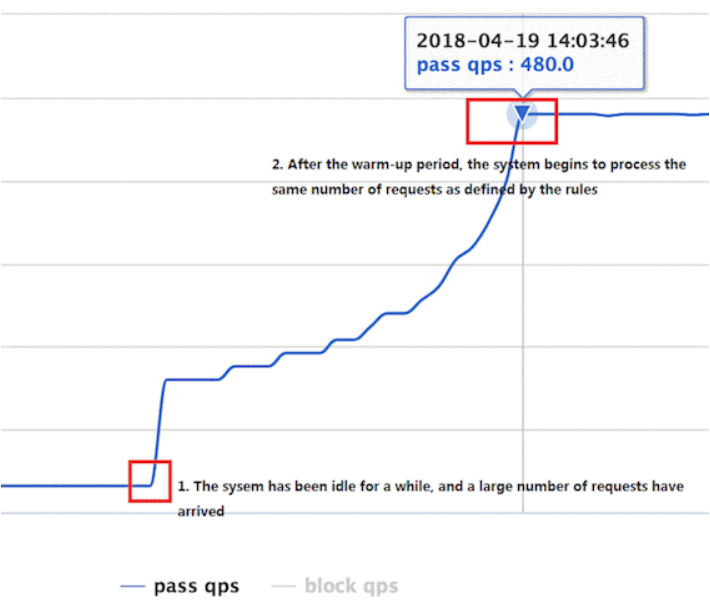 2018-04-19 14:03:46
pass qps : 480.0
2. After the warm-up period, the system begins to process the
same number of requests as defined by the rules
1. The sysem has been idle for a while, and a large number of requests have
arrived
pass qps
block qps